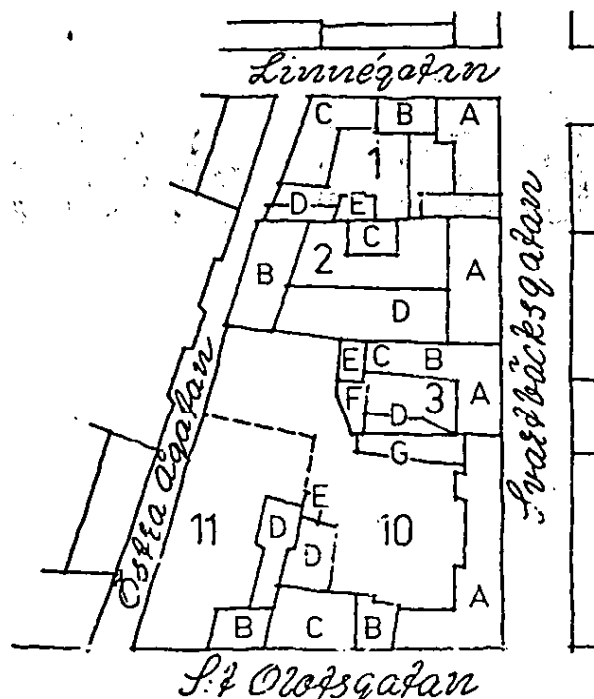 Linnégatan
C B A
1
D E
Svartbäcksgatan
C
2
B A
D
E C B
F 3 A
D
G
Östra Ågatan
E
11 D 10
D
A
B C B
S:t Olofsgatan